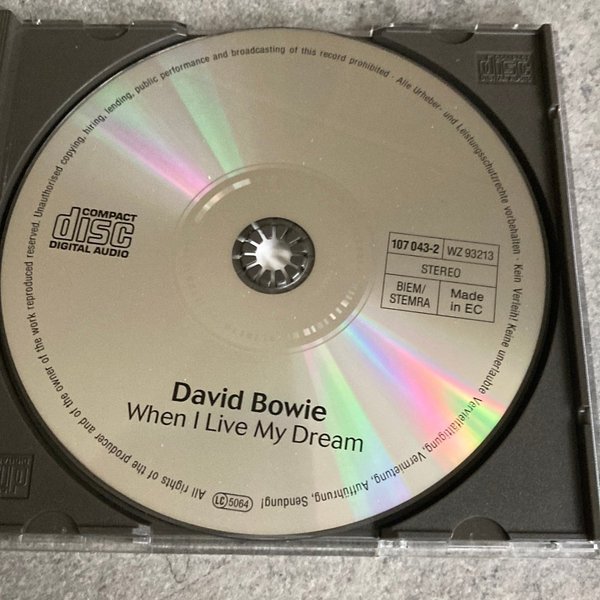 COMPACT
disc
DIGITAL AUDIO
107 043-2 WZ 93213
STEREO
BIEM/
STEMRA
Made
in EC
David Bowie
When I Live My Dream
All rights of the producer and of the owner of the work reproduced reserved. Unauthorised copying, hiring, lending, public performance and broadcasting of this record prohibited · Alle Urheber- und Leistungsschutzrechte vorbehalten · Kein Verleih! Keine unerlaubte Vervielfältigung, Vermietung, Aufführung, Sendung!
LC 5064
COMPACT
disc